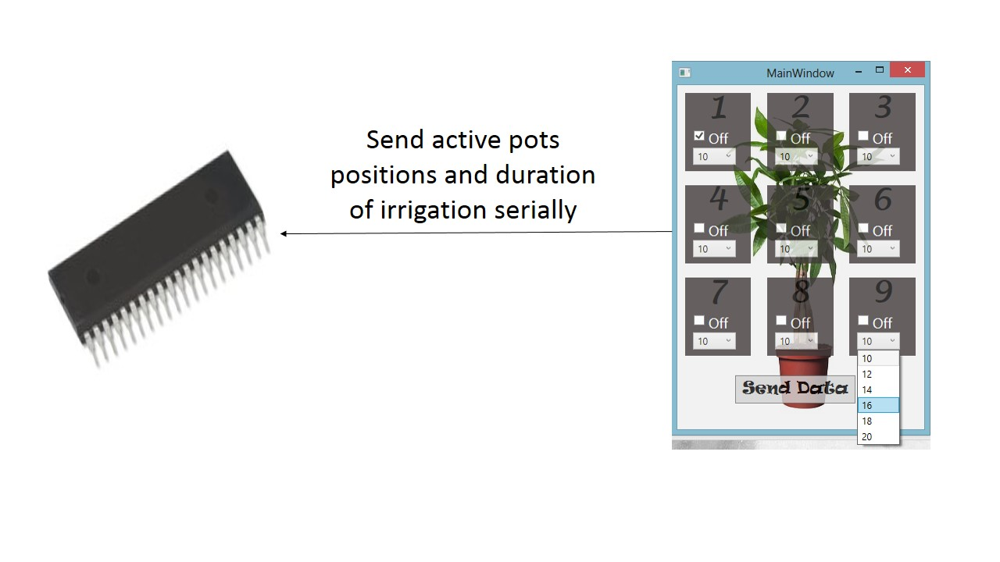 Send active pots
positions and duration
of irrigation serially
MainWindow
1 2 3
Off Off Off
10 10 10
4 5 6
Off Off Off
10 10 10
7 8 9
Off Off Off
10 10 10
10
12
14
16
18
20
Send Data